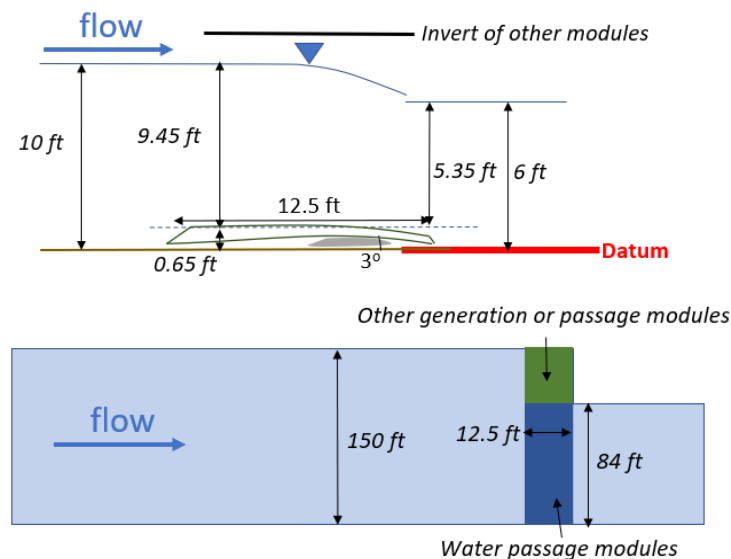 flow
Invert of other modules
10 ft
9.45 ft
5.35 ft
6 ft
12.5 ft
0.65 ft
3°
Datum
Other generation or passage modules
flow
150 ft
12.5 ft
84 ft
Water passage modules